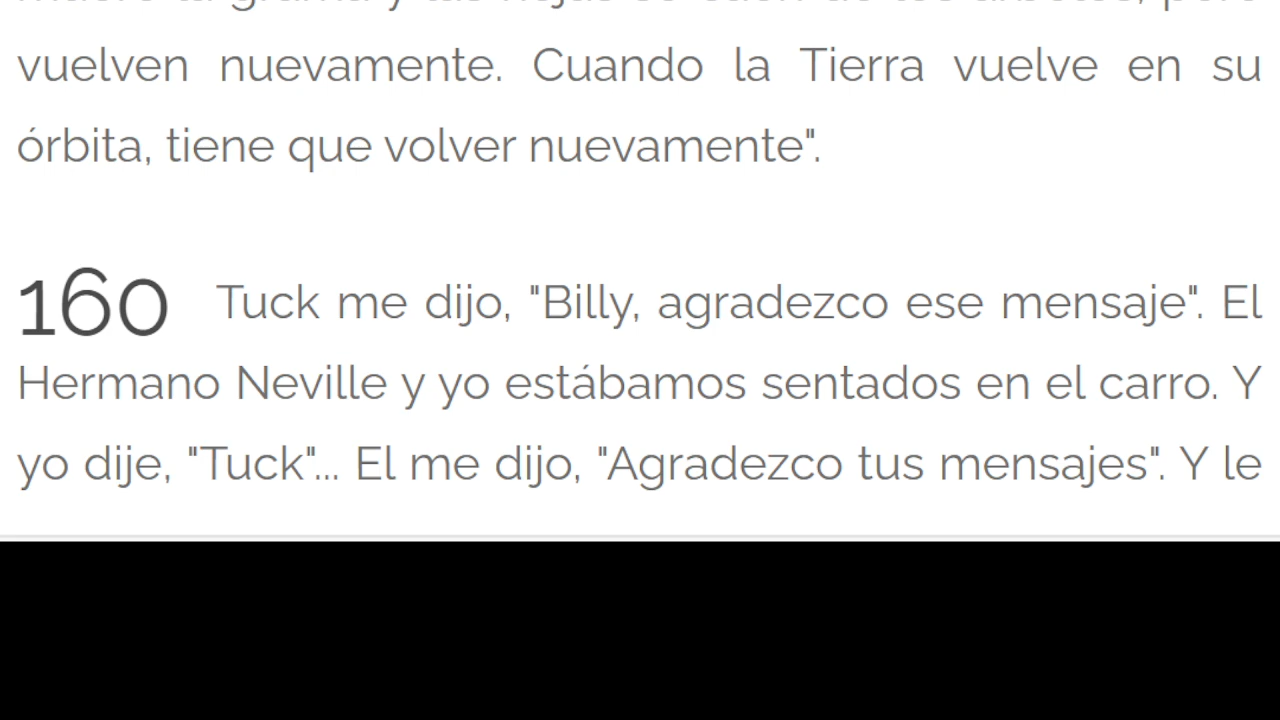 vuelven nuevamente. Cuando la Tierra vuelve en su
órbita, tiene que volver nuevamente".
160 Tuck me dijo, "Billy, agradezco ese mensaje". El
Hermano Neville y yo estábamos sentados en el carro. Y
yo dije, "Tuck"... El me dijo, "Agradezco tus mensajes". Y le